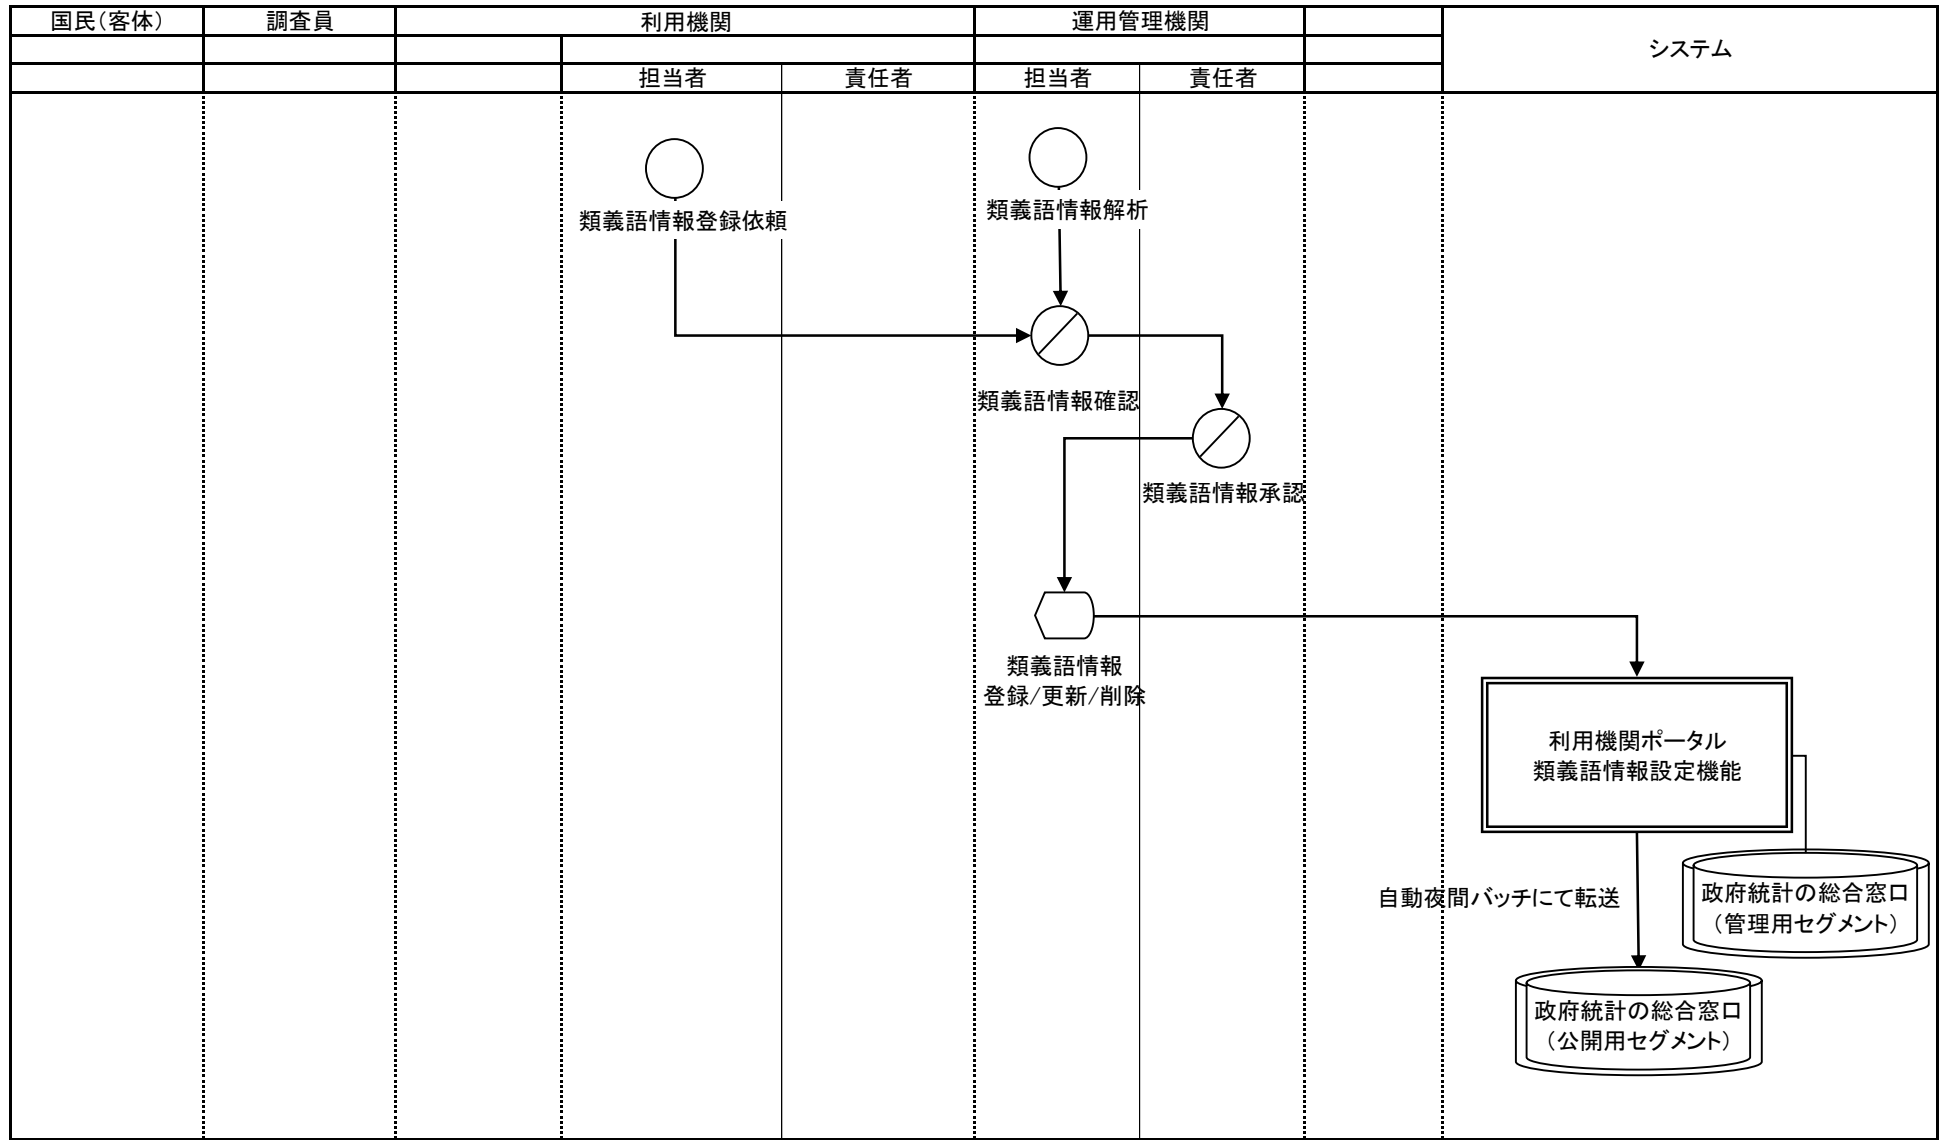 国民（客体）
調査員
利用機関
運用管理機関
システム
担当者
責任者
担当者
責任者
類義語情報登録依頼
類義語情報解析
類義語情報確認
類義語情報承認
類義語情報
登録/更新/削除
利用機関ポータル
類義語情報設定機能
自動夜間バッチにて転送
政府統計の総合窓口
（管理用セグメント）
政府統計の総合窓口
（公開用セグメント）